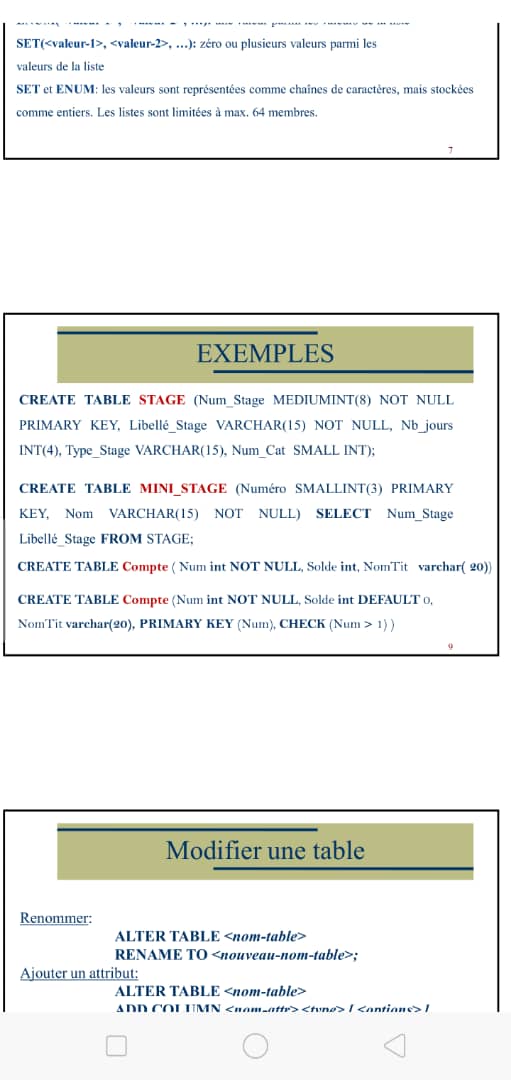 SET(<valeur-1>, <valeur-2>, …): zéro ou plusieurs valeurs parmi les
valeurs de la liste
SET et ENUM: les valeurs sont représentées comme chaînes de caractères, mais stockées
comme entiers. Les listes sont limitées à max. 64 membres.
7
EXEMPLES
CREATE TABLE STAGE (Num_Stage MEDIUMINT(8) NOT NULL
PRIMARY KEY, Libellé_Stage VARCHAR(15) NOT NULL, Nb_jours
INT(4), Type_Stage VARCHAR(15), Num_Cat SMALL INT);
CREATE TABLE MINI_STAGE (Numéro SMALLINT(3) PRIMARY
KEY, Nom VARCHAR(15) NOT NULL) SELECT Num_Stage
Libellé_Stage FROM STAGE;
CREATE TABLE Compte ( Num int NOT NULL, Solde int, NomTit varchar( 20))
CREATE TABLE Compte (Num int NOT NULL, Solde int DEFAULT 0,
NomTit varchar(20), PRIMARY KEY (Num), CHECK (Num > 1) )
9
Modifier une table
Renommer:
ALTER TABLE <nom-table>
RENAME TO <nouveau-nom-table>;
Ajouter un attribut:
ALTER TABLE <nom-table>
ADD COLUMN <nom-attr> <type> [ <options> ]